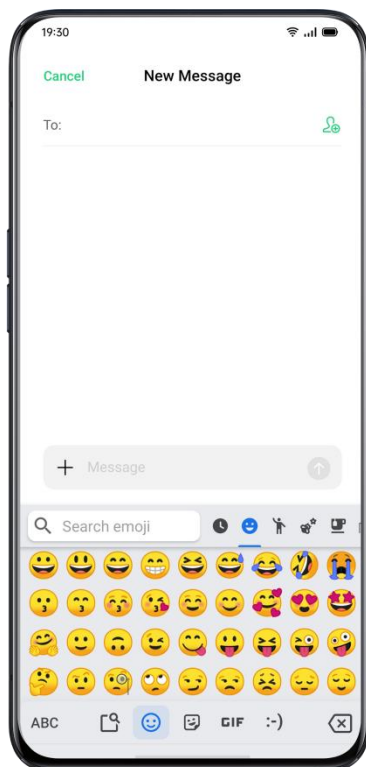 19:30
Cancel New Message
To:
Message
Search emoji
ABC GIF :-)